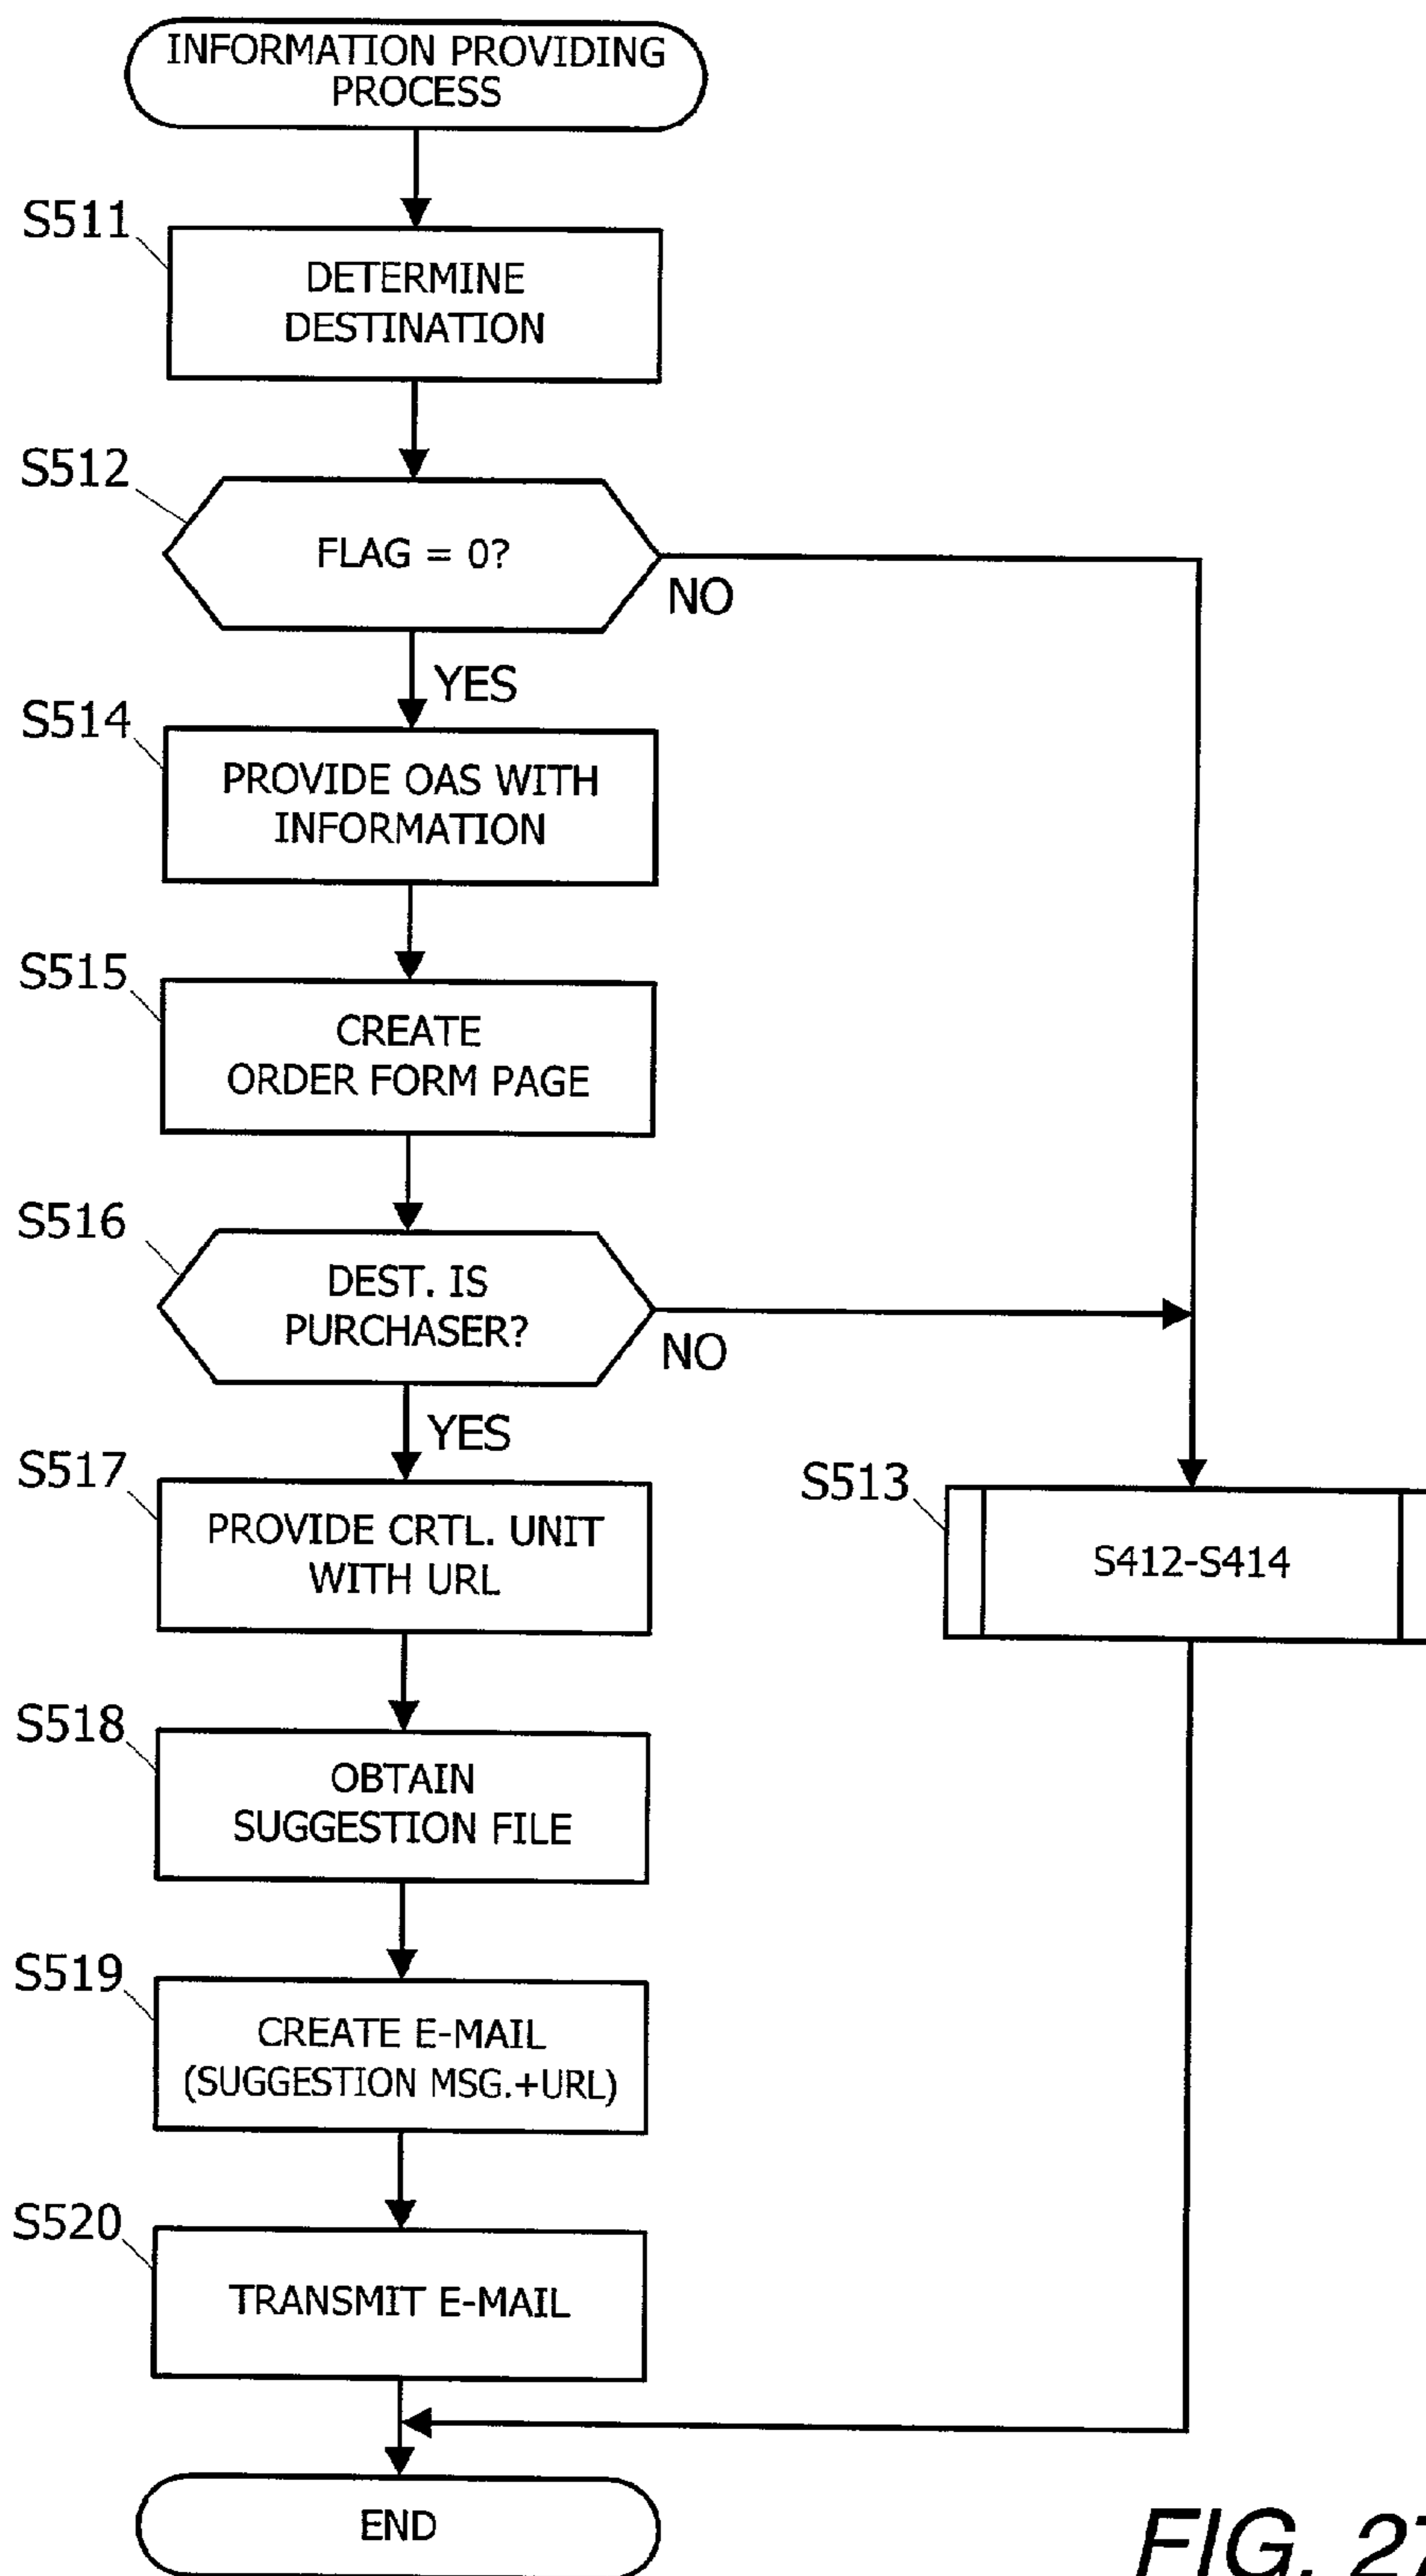 INFORMATION PROVIDING
PROCESS
S511
DETERMINE
DESTINATION
S512
FLAG = 0?
NO
YES
S514
PROVIDE OAS WITH
INFORMATION
S515
CREATE
ORDER FORM PAGE
S516
DEST. IS
PURCHASER?
NO
YES
S517
PROVIDE CRTL. UNIT
WITH URL
S513
S412-S414
S518
OBTAIN
SUGGESTION FILE
S519
CREATE E-MAIL
(SUGGESTION MSG.+URL)
S520
TRANSMIT E-MAIL
END
FIG. 27